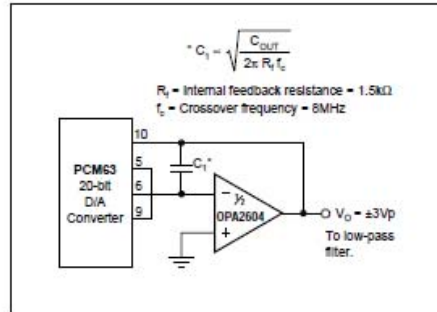 * C₁ = √ C_OUT / 2π R_f f_c
R_f = Internal feedback resistance = 1.5kΩ
f_c = Crossover frequency = 8MHz
10
PCM63
20-bit
D/A
Converter
5
6
9
C₁*
–
+
½
OPA2604
V_O = ±3Vp
To low-pass
filter.